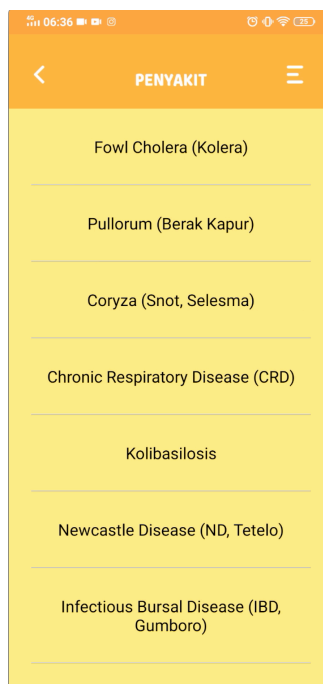 4G 06:36 25
PENYAKIT
Fowl Cholera (Kolera)
Pullorum (Berak Kapur)
Coryza (Snot, Selesma)
Chronic Respiratory Disease (CRD)
Kolibasilosis
Newcastle Disease (ND, Tetelo)
Infectious Bursal Disease (IBD,
Gumboro)